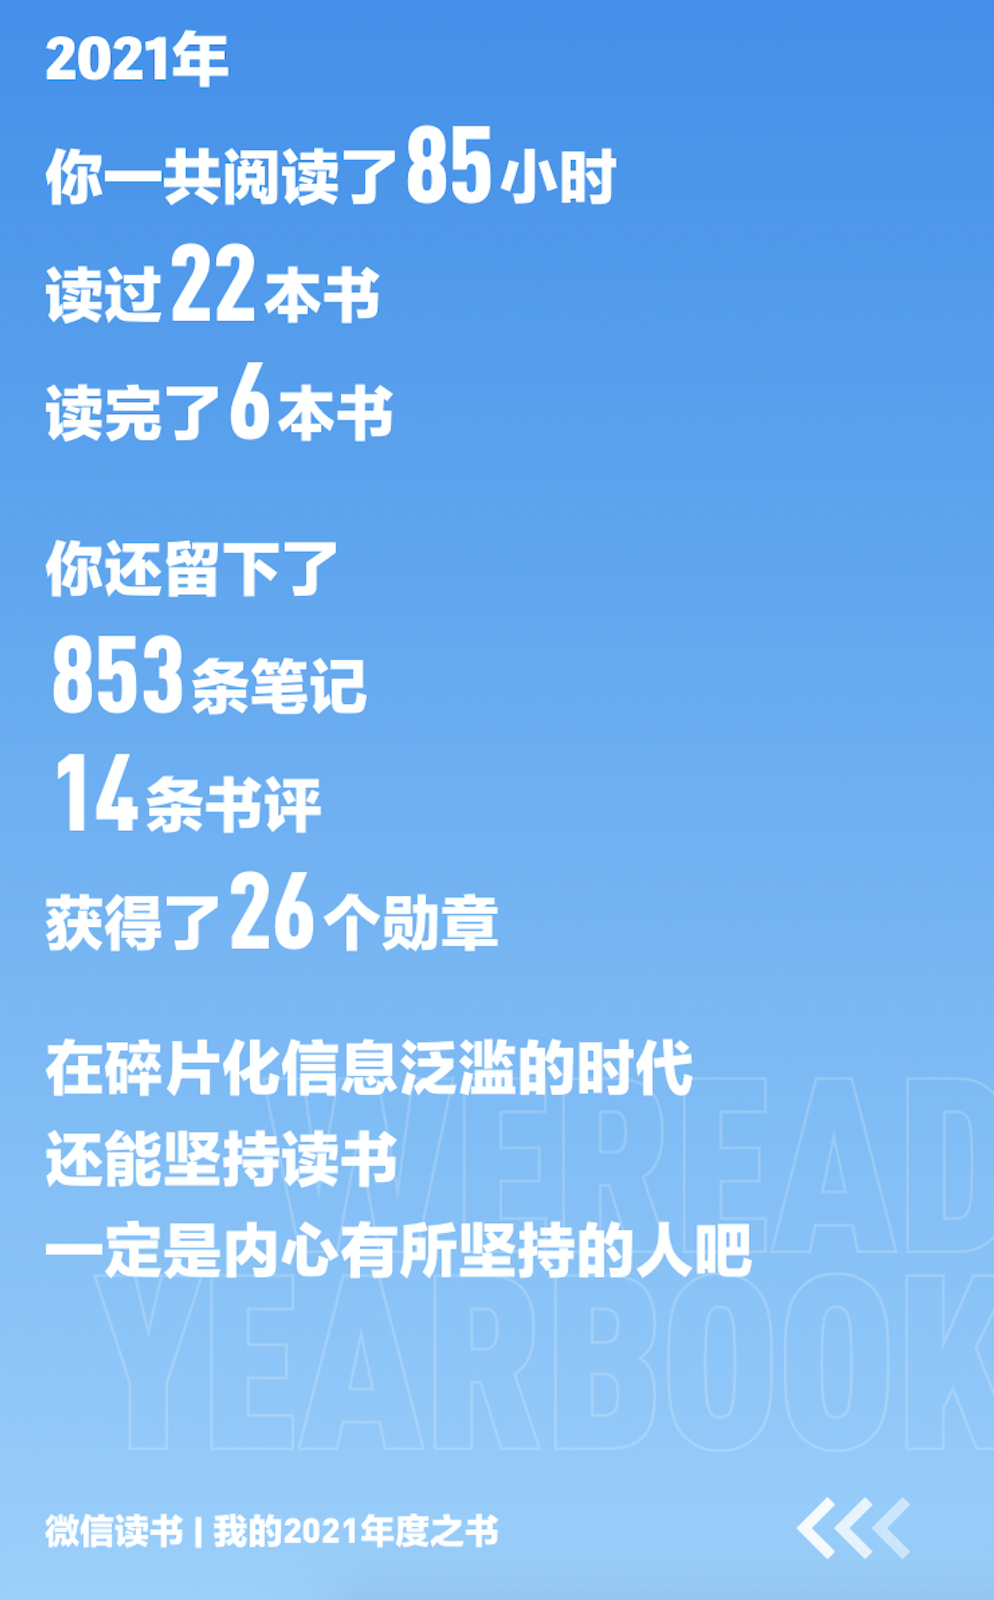 2021年
你一共阅读了85小时
读过22本书
读完了6本书
你还留下了
853条笔记
14条书评
获得了26个勋章
在碎片化信息泛滥的时代
还能坚持读书
一定是内心有所坚持的人吧
WEREAD
YEARBOOK
微信读书 | 我的2021年度之书